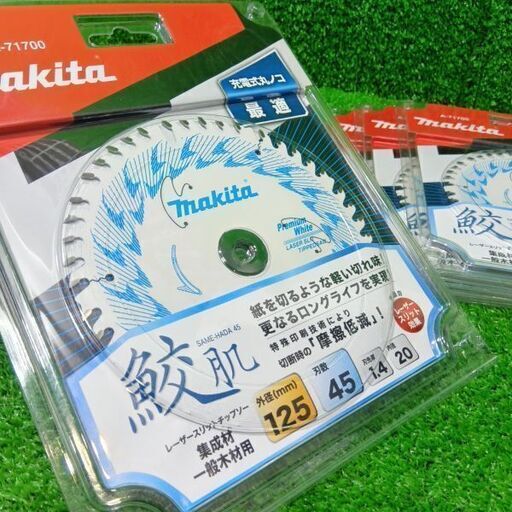 -71700
makita
充電式丸ノコ
最適
makita
Premium
White
LASER SLIT
紙を切るような軽い切れ味
更なるロングライフを実現
特殊印刷技術により
切断時の「摩擦低減」!
レーザー
スリット
SAME-HADA 45
鮫肌
レーザースリットチップソー
集成材
一般木材用
外径(mm)
125
刃数
45
1.4
20
A-71700
makita
鮫